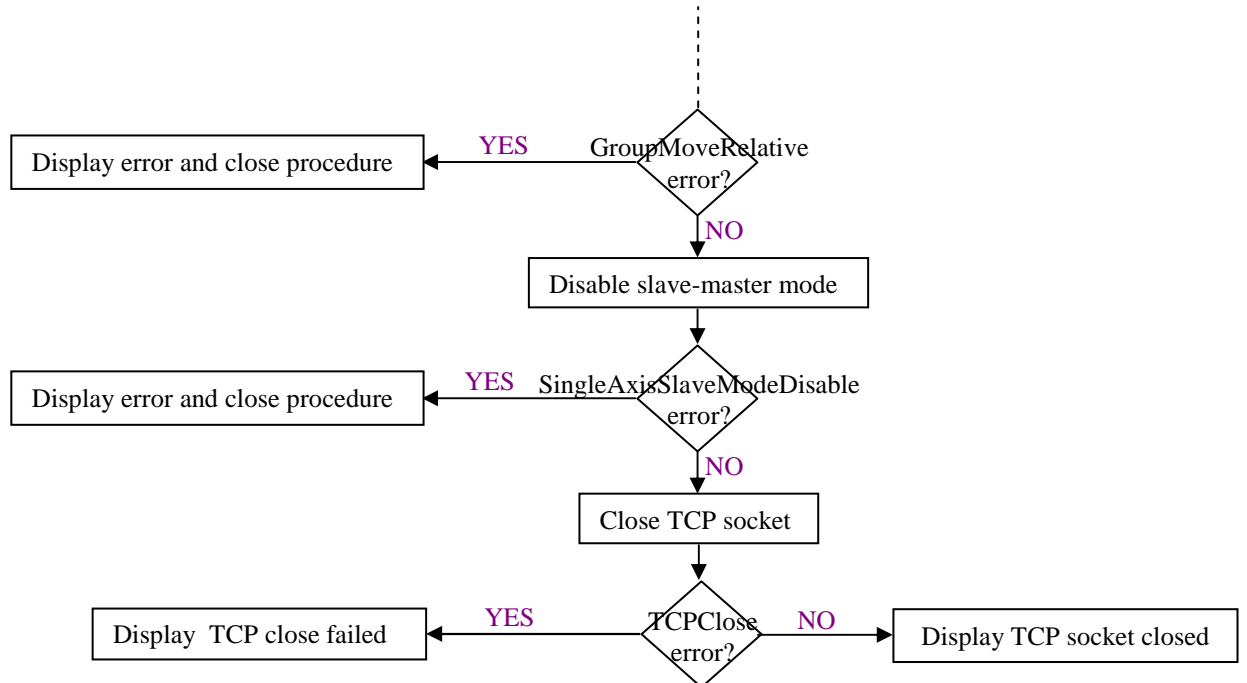 GroupMoveRelative
error?
YES
Display error and close procedure
NO
Disable slave-master mode
SingleAxisSlaveModeDisable
error?
YES
Display error and close procedure
NO
Close TCP socket
TCPClose
error?
YES
Display  TCP close failed
NO
Display TCP socket closed